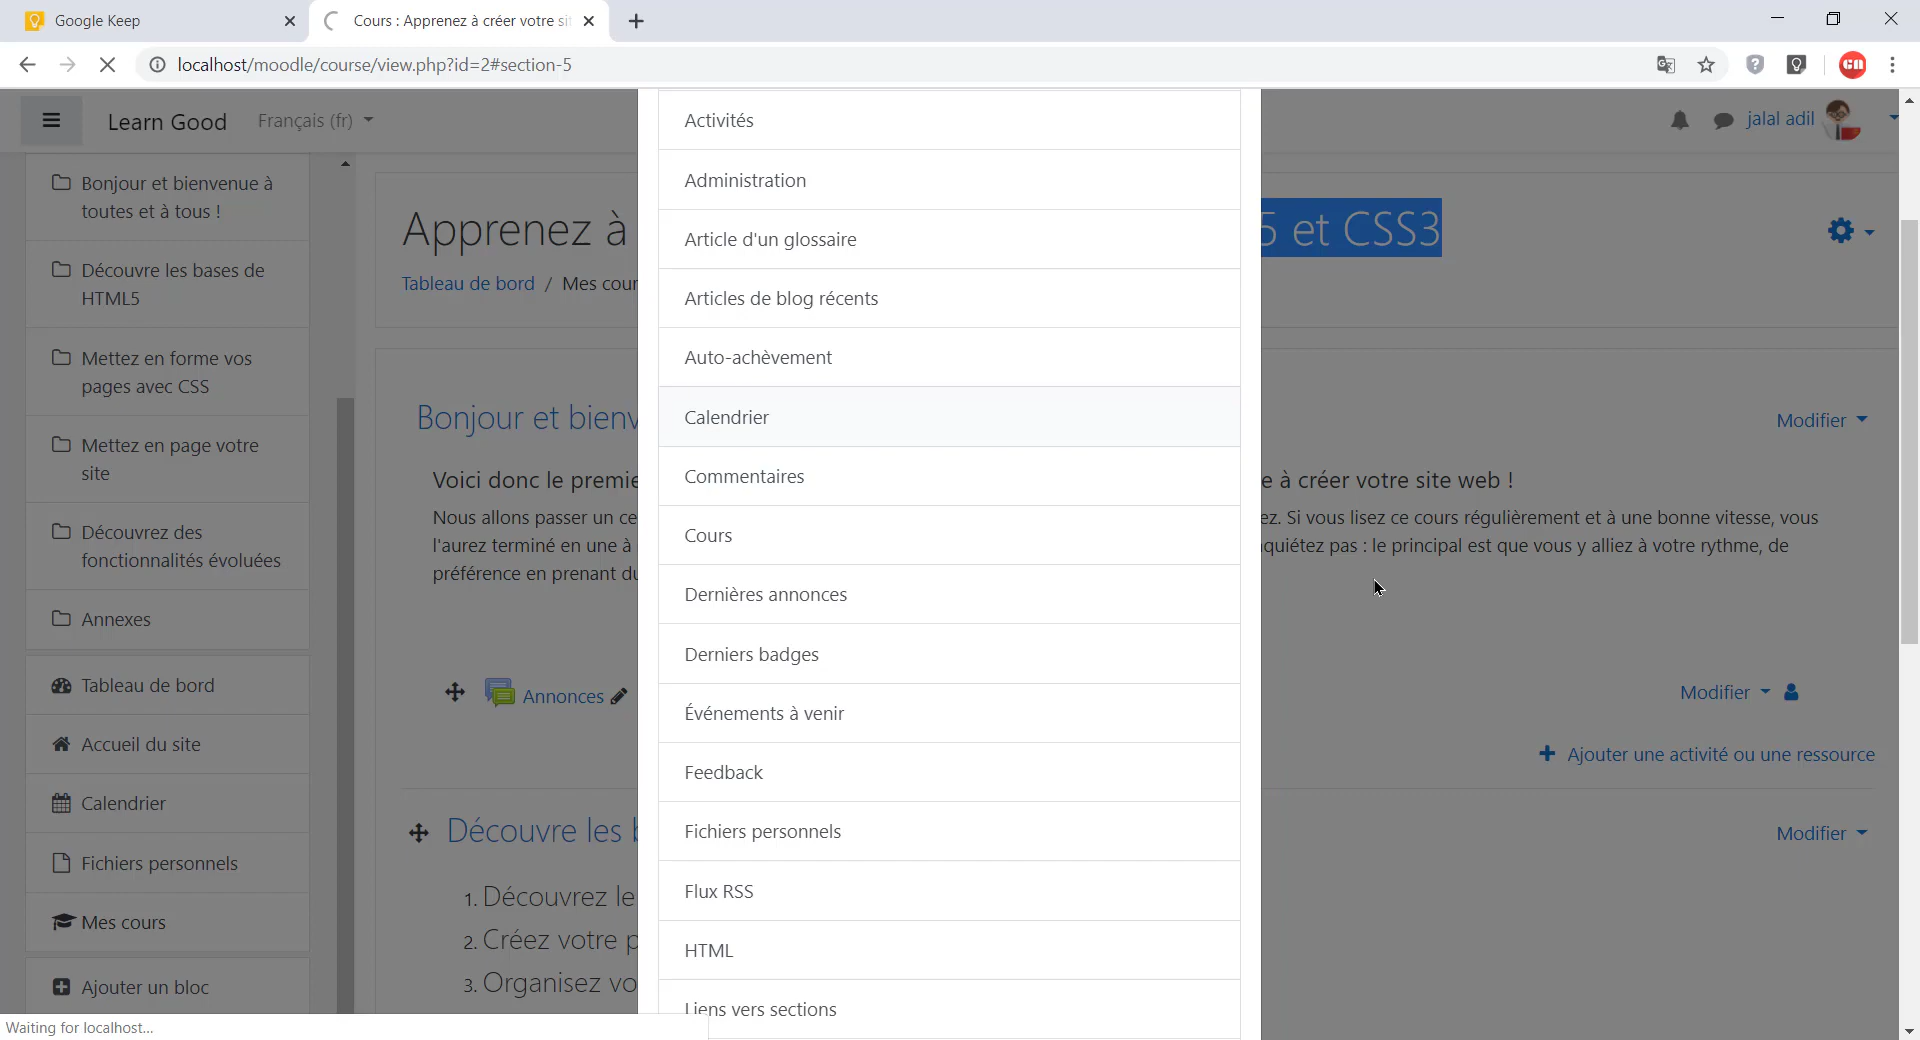 Google Keep
Cours : Apprenez à créer votre sit
localhost/moodle/course/view.php?id=2#section-5
Learn Good
Français (fr)
jalal adil
Bonjour et bienvenue à
toutes et à tous !
Découvre les bases de
HTML5
Mettez en forme vos
pages avec CSS
Mettez en page votre
site
Découvrez des
fonctionnalités évoluées
Annexes
Tableau de bord
Accueil du site
Calendrier
Fichiers personnels
Mes cours
Ajouter un bloc
Apprenez à
5 et CSS3
Tableau de bord / Mes cour
Bonjour et bienv
Modifier
Voici donc le premie
e à créer votre site web !
Nous allons passer un ce
ez. Si vous lisez ce cours régulièrement et à une bonne vitesse, vous
l'aurez terminé en une à
quiétez pas : le principal est que vous y alliez à votre rythme, de
préférence en prenant du
Annonces
Modifier
Ajouter une activité ou une ressource
Découvre les b
Modifier
1. Découvrez le
2. Créez votre p
3. Organisez vo
Activités
Administration
Article d'un glossaire
Articles de blog récents
Auto-achèvement
Calendrier
Commentaires
Cours
Dernières annonces
Derniers badges
Événements à venir
Feedback
Fichiers personnels
Flux RSS
HTML
Liens vers sections
Waiting for localhost...